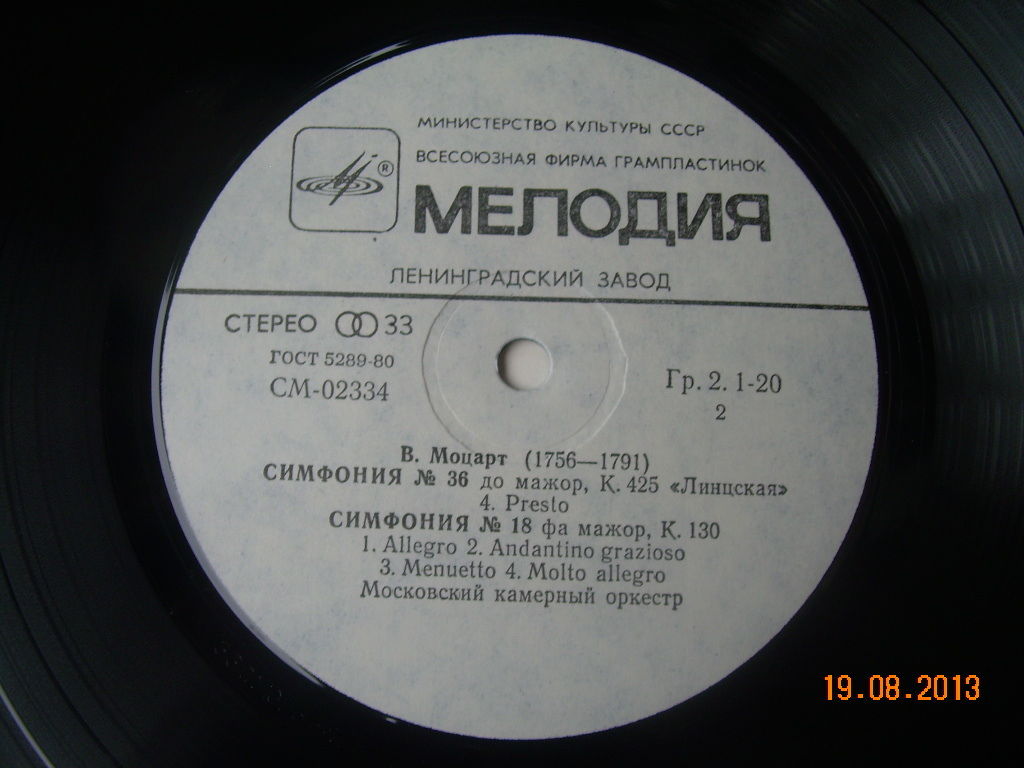 МИНИСТЕРСТВО КУЛЬТУРЫ СССР
ВСЕСОЮЗНАЯ ФИРМА ГРАМПЛАСТИНОК
®
МЕЛОДИЯ
ЛЕНИНГРАДСКИЙ ЗАВОД
СТЕРЕО 33
ГОСТ 5289-80
СМ-02334
Гр. 2. 1-20
2
В. Моцарт (1756—1791)
СИМФОНИЯ № 36 до мажор, К. 425 «Линцская»
4. Presto
СИМФОНИЯ № 18 фа мажор, К. 130
1. Allegro 2. Andantino grazioso
3. Menuetto 4. Molto allegro
Московский камерный оркестр
19.08.2013